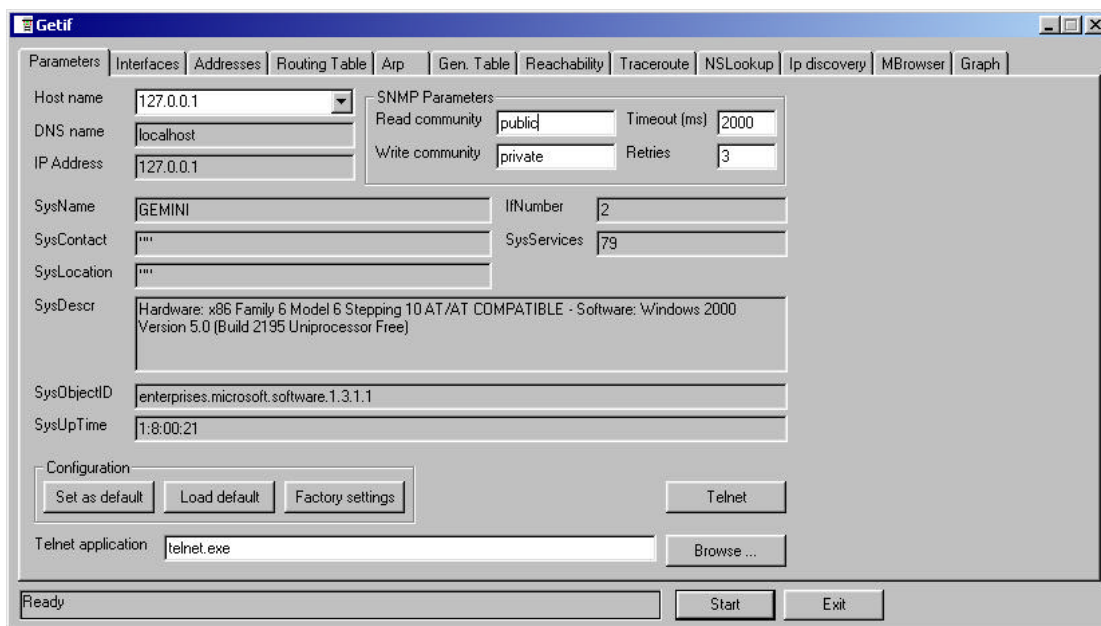 Getif
Parameters Interfaces Addresses Routing Table Arp Gen. Table Reachability Traceroute NSLookup Ip discovery MBrowser Graph
Host name 127.0.0.1
DNS name localhost
IP Address 127.0.0.1
SNMP Parameters
Read community public Timeout (ms) 2000
Write community private Retries 3
SysName GEMINI IfNumber 2
SysContact "" SysServices 79
SysLocation ""
SysDescr Hardware: x86 Family 6 Model 6 Stepping 10 AT/AT COMPATIBLE - Software: Windows 2000
Version 5.0 (Build 2195 Uniprocessor Free)
SysObjectID enterprises.microsoft.software.1.3.1.1
SysUpTime 1:8:00:21
Configuration
Set as default Load default Factory settings Telnet
Telnet application telnet.exe Browse ...
Ready Start Exit